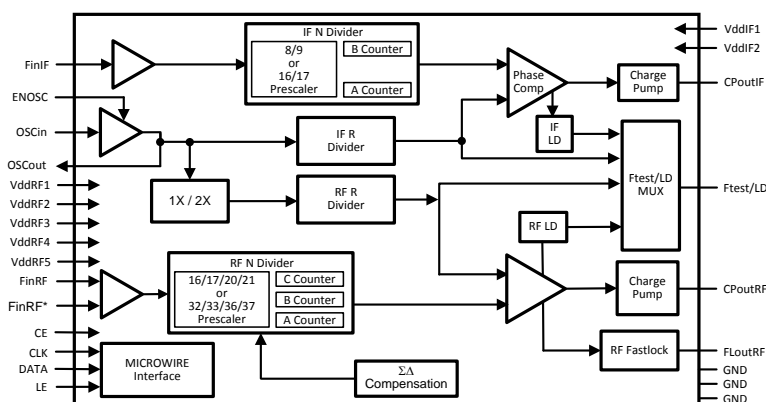 IF N Divider
8/9
or
16/17
Prescaler
B Counter
A Counter
FinIF
ENOSC
OSCin
OSCout
VddRF1
VddRF2
VddRF3
VddRF4
VddRF5
FinRF
FinRF*
CE
CLK
DATA
LE
IF R
Divider
1X / 2X
RF R
Divider
RF N Divider
16/17/20/21
or
32/33/36/37
Prescaler
C Counter
B Counter
A Counter
MICROWIRE
Interface
ΣΔ
Compensation
Phase
Comp
IF
LD
RF LD
Charge
Pump
Ftest/LD
MUX
Charge
Pump
RF Fastlock
VddIF1
VddIF2
CPoutIF
Ftest/LD
CPoutRF
FLoutRF
GND
GND
GND